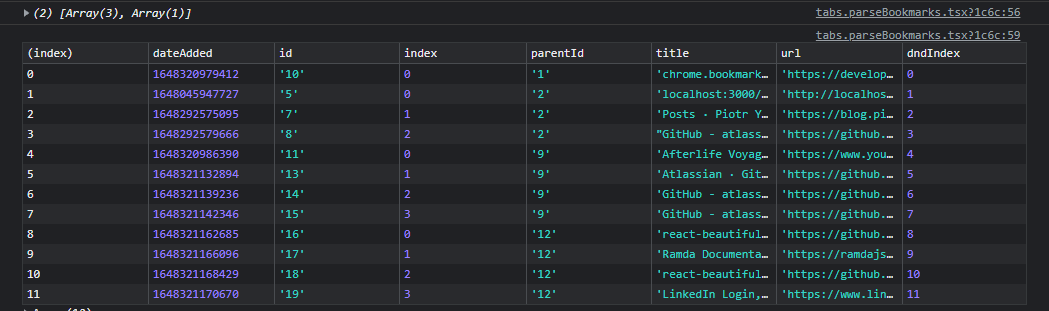 (2) [Array(3), Array(1)] tabs.parseBookmarks.tsx?1c6c:56
tabs.parseBookmarks.tsx?1c6c:59
(index) dateAdded id index parentId title url dndIndex
0 1648320979412 '10' 0 '1' 'chrome.bookmark… 'https://develop… 0
1 1648045947727 '5' 0 '2' 'localhost:3000/… 'http://localhos… 1
2 1648292575095 '7' 1 '2' 'Posts · Piotr Y… 'https://blog.pi… 2
3 1648292579666 '8' 2 '2' "GitHub - atlass… 'https://github.… 3
4 1648320986390 '11' 0 '9' 'Afterlife Voyag… 'https://www.you… 4
5 1648321132894 '13' 1 '9' 'Atlassian · Git… 'https://github.… 5
6 1648321139236 '14' 2 '9' 'GitHub - atlass… 'https://github.… 6
7 1648321142346 '15' 3 '9' 'GitHub - atlass… 'https://github.… 7
8 1648321162685 '16' 0 '12' 'react-beautiful… 'https://github.… 8
9 1648321166096 '17' 1 '12' 'Ramda Documenta… 'https://ramdajs… 9
10 1648321168429 '18' 2 '12' 'react-beautiful… 'https://github.… 10
11 1648321170670 '19' 3 '12' 'LinkedIn Login,… 'https://www.lin… 11